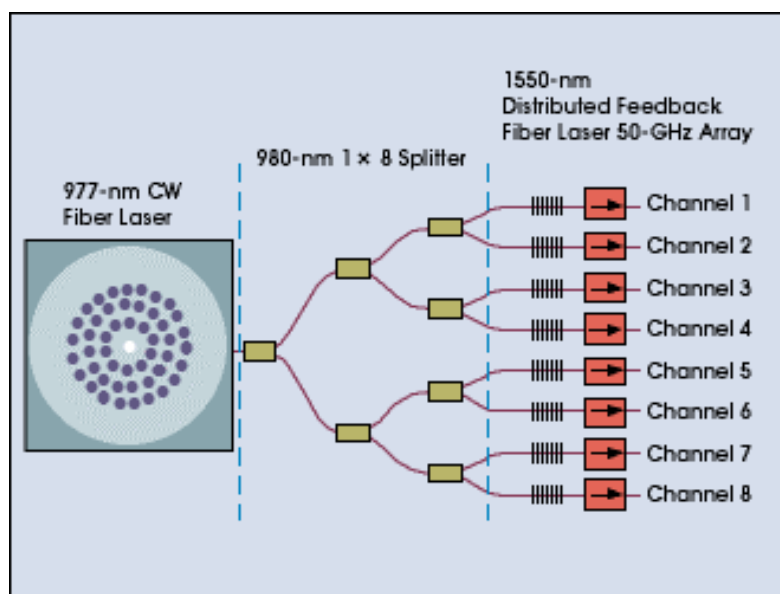 1550-nm
Distributed Feedback
Fiber Laser 50-GHz Array
980-nm 1 × 8 Splitter
977-nm CW
Fiber Laser
Channel 1
Channel 2
Channel 3
Channel 4
Channel 5
Channel 6
Channel 7
Channel 8